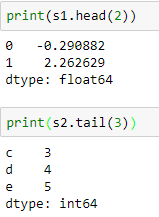 print(s1.head(2))
0 -0.290882
1 2.262629
dtype: float64
print(s2.tail(3))
c 3
d 4
e 5
dtype: int64